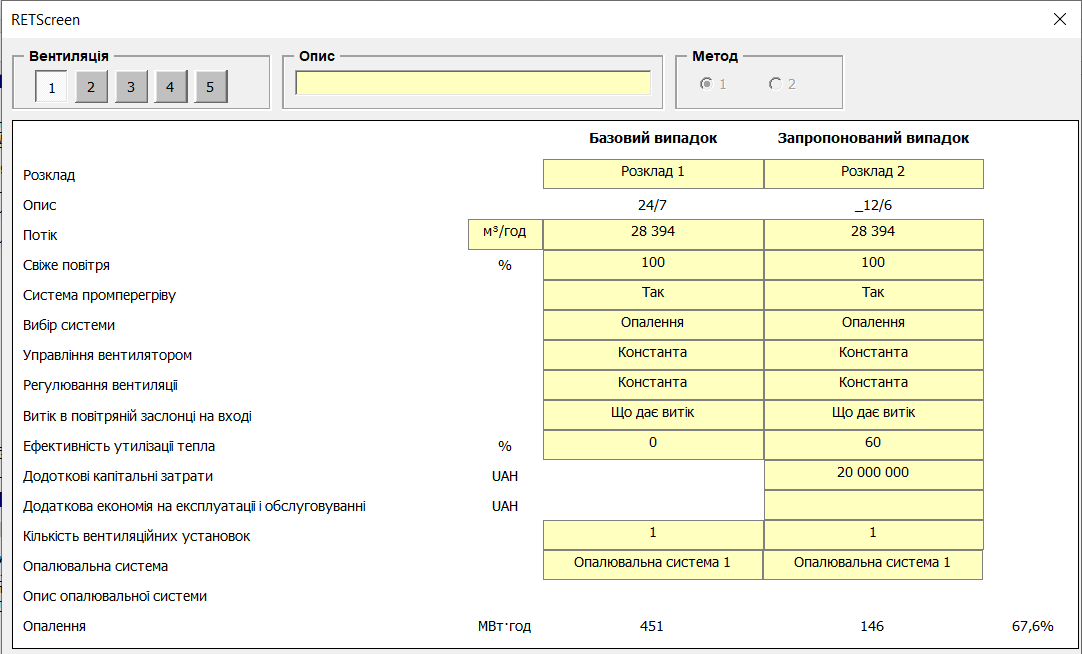 RETScreen
Вентиляція
1 2 3 4 5
Опис
Метод
1 2
Базовий випадок Запропонований випадок
Розклад Розклад 1 Розклад 2
Опис 24/7 _12/6
Потік м³/год 28 394 28 394
Свіже повітря % 100 100
Система промперегріву Так Так
Вибір системи Опалення Опалення
Управління вентилятором Константа Константа
Регулювання вентиляції Константа Константа
Витік в повітряній заслонці на вході Що дає витік Що дає витік
Ефективність утилізації тепла % 0 60
Додоткові капітальні затрати UAH 20 000 000
Додаткова економія на експлуатації і обслуговуванні UAH
Кількість вентиляційних установок 1 1
Опалювальна система Опалювальна система 1 Опалювальна система 1
Опис опалювальної системи
Опалення МВт·год 451 146 67,6%